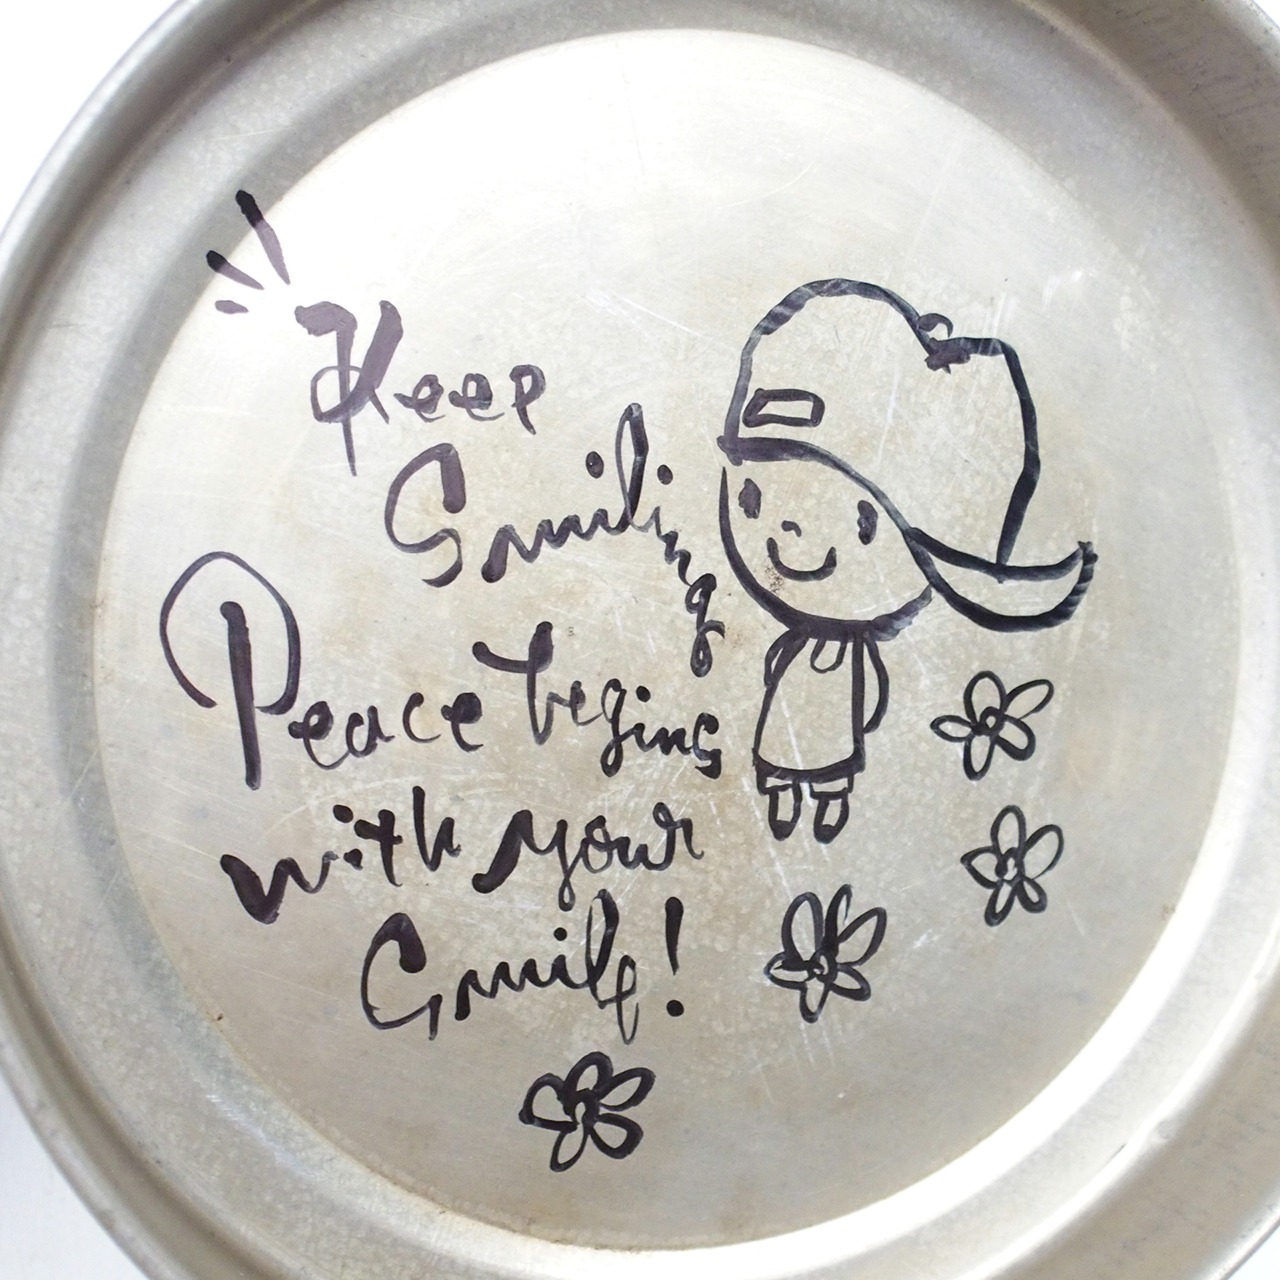 Keep
Smiling
Peace begins
with your
Smile!